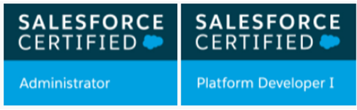 SALESFORCE
CERTIFIED
Administrator
SALESFORCE
CERTIFIED
Platform Developer I